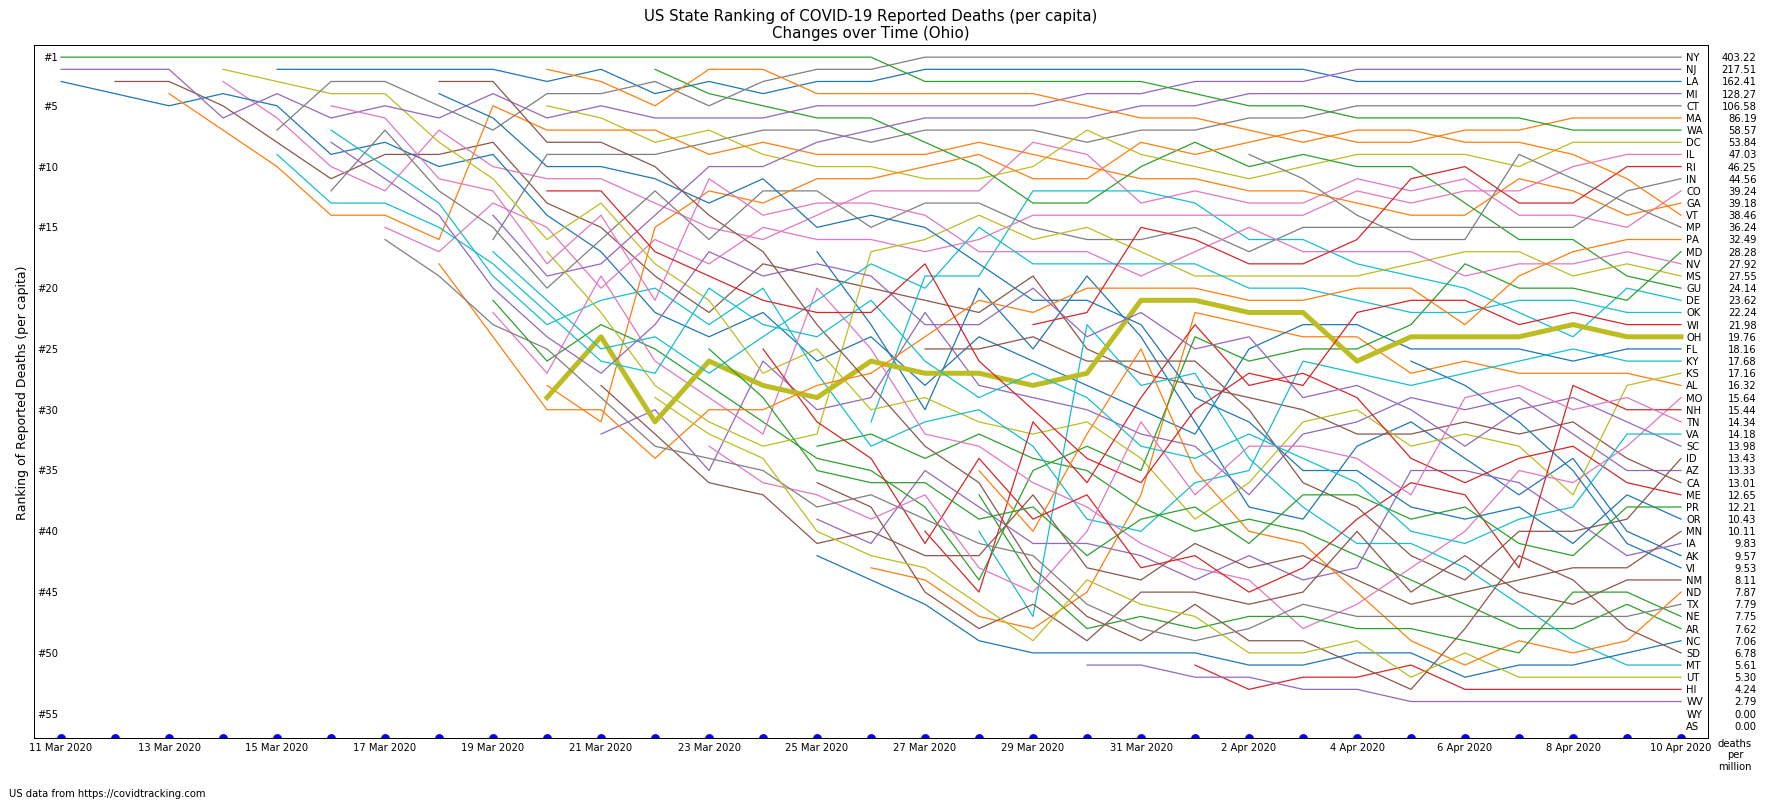 US State Ranking of COVID-19 Reported Deaths (per capita)
Changes over Time (Ohio)
Ranking of Reported Deaths (per capita)
#1
#5
#10
#15
#20
#25
#30
#35
#40
#45
#50
#55
NY 403.22
NJ 217.51
LA 162.41
MI 128.27
CT 106.58
MA 86.19
WA 58.57
DC 53.84
IL 47.03
RI 46.25
IN 44.56
CO 39.24
GA 39.18
VT 38.46
MP 36.24
PA 32.49
MD 28.28
NV 27.92
MS 27.55
GU 24.14
DE 23.62
OK 22.24
WI 21.98
OH 19.76
FL 18.16
KY 17.68
KS 17.16
AL 16.32
MO 15.64
NH 15.44
TN 14.34
VA 14.18
SC 13.98
ID 13.43
AZ 13.33
CA 13.01
ME 12.65
PR 12.21
OR 10.43
MN 10.11
IA 9.83
AK 9.57
VI 9.53
NM 8.11
ND 7.87
TX 7.79
NE 7.75
AR 7.62
NC 7.06
SD 6.78
MT 5.61
UT 5.30
HI 4.24
WV 2.79
WY 0.00
AS 0.00
11 Mar 2020 13 Mar 2020 15 Mar 2020 17 Mar 2020 19 Mar 2020 21 Mar 2020 23 Mar 2020 25 Mar 2020 27 Mar 2020 29 Mar 2020 31 Mar 2020 2 Apr 2020 4 Apr 2020 6 Apr 2020 8 Apr 2020 10 Apr 2020
deaths
per
million
US data from https://covidtracking.com